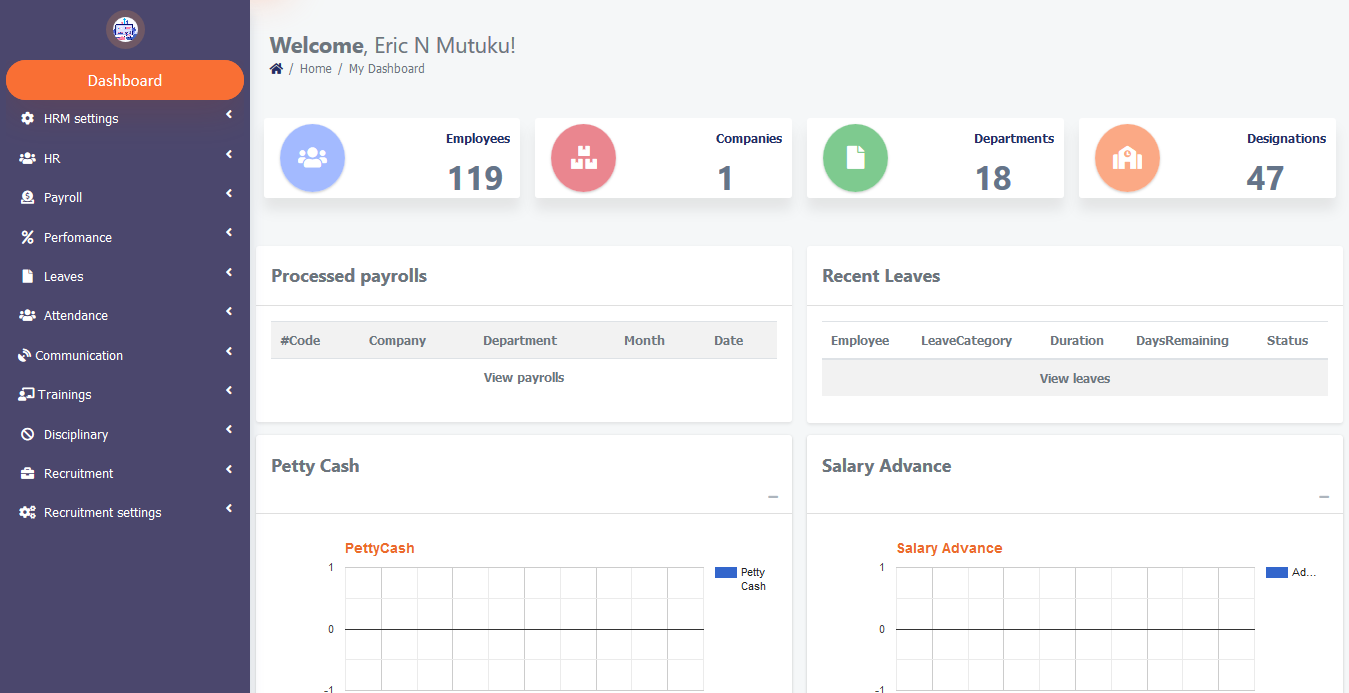 Dashboard
HRM settings
HR
Payroll
Perfomance
Leaves
Attendance
Communication
Trainings
Disciplinary
Recruitment
Recruitment settings
Welcome, Eric N Mutuku!
/ Home / My Dashboard
Employees
119
Companies
1
Departments
18
Designations
47
Processed payrolls
#Code Company Department Month Date
View payrolls
Recent Leaves
Employee LeaveCategory Duration DaysRemaining Status
View leaves
Petty Cash
PettyCash
1
0
-1
Petty
Cash
Salary Advance
Salary Advance
1
0
-1
Ad...